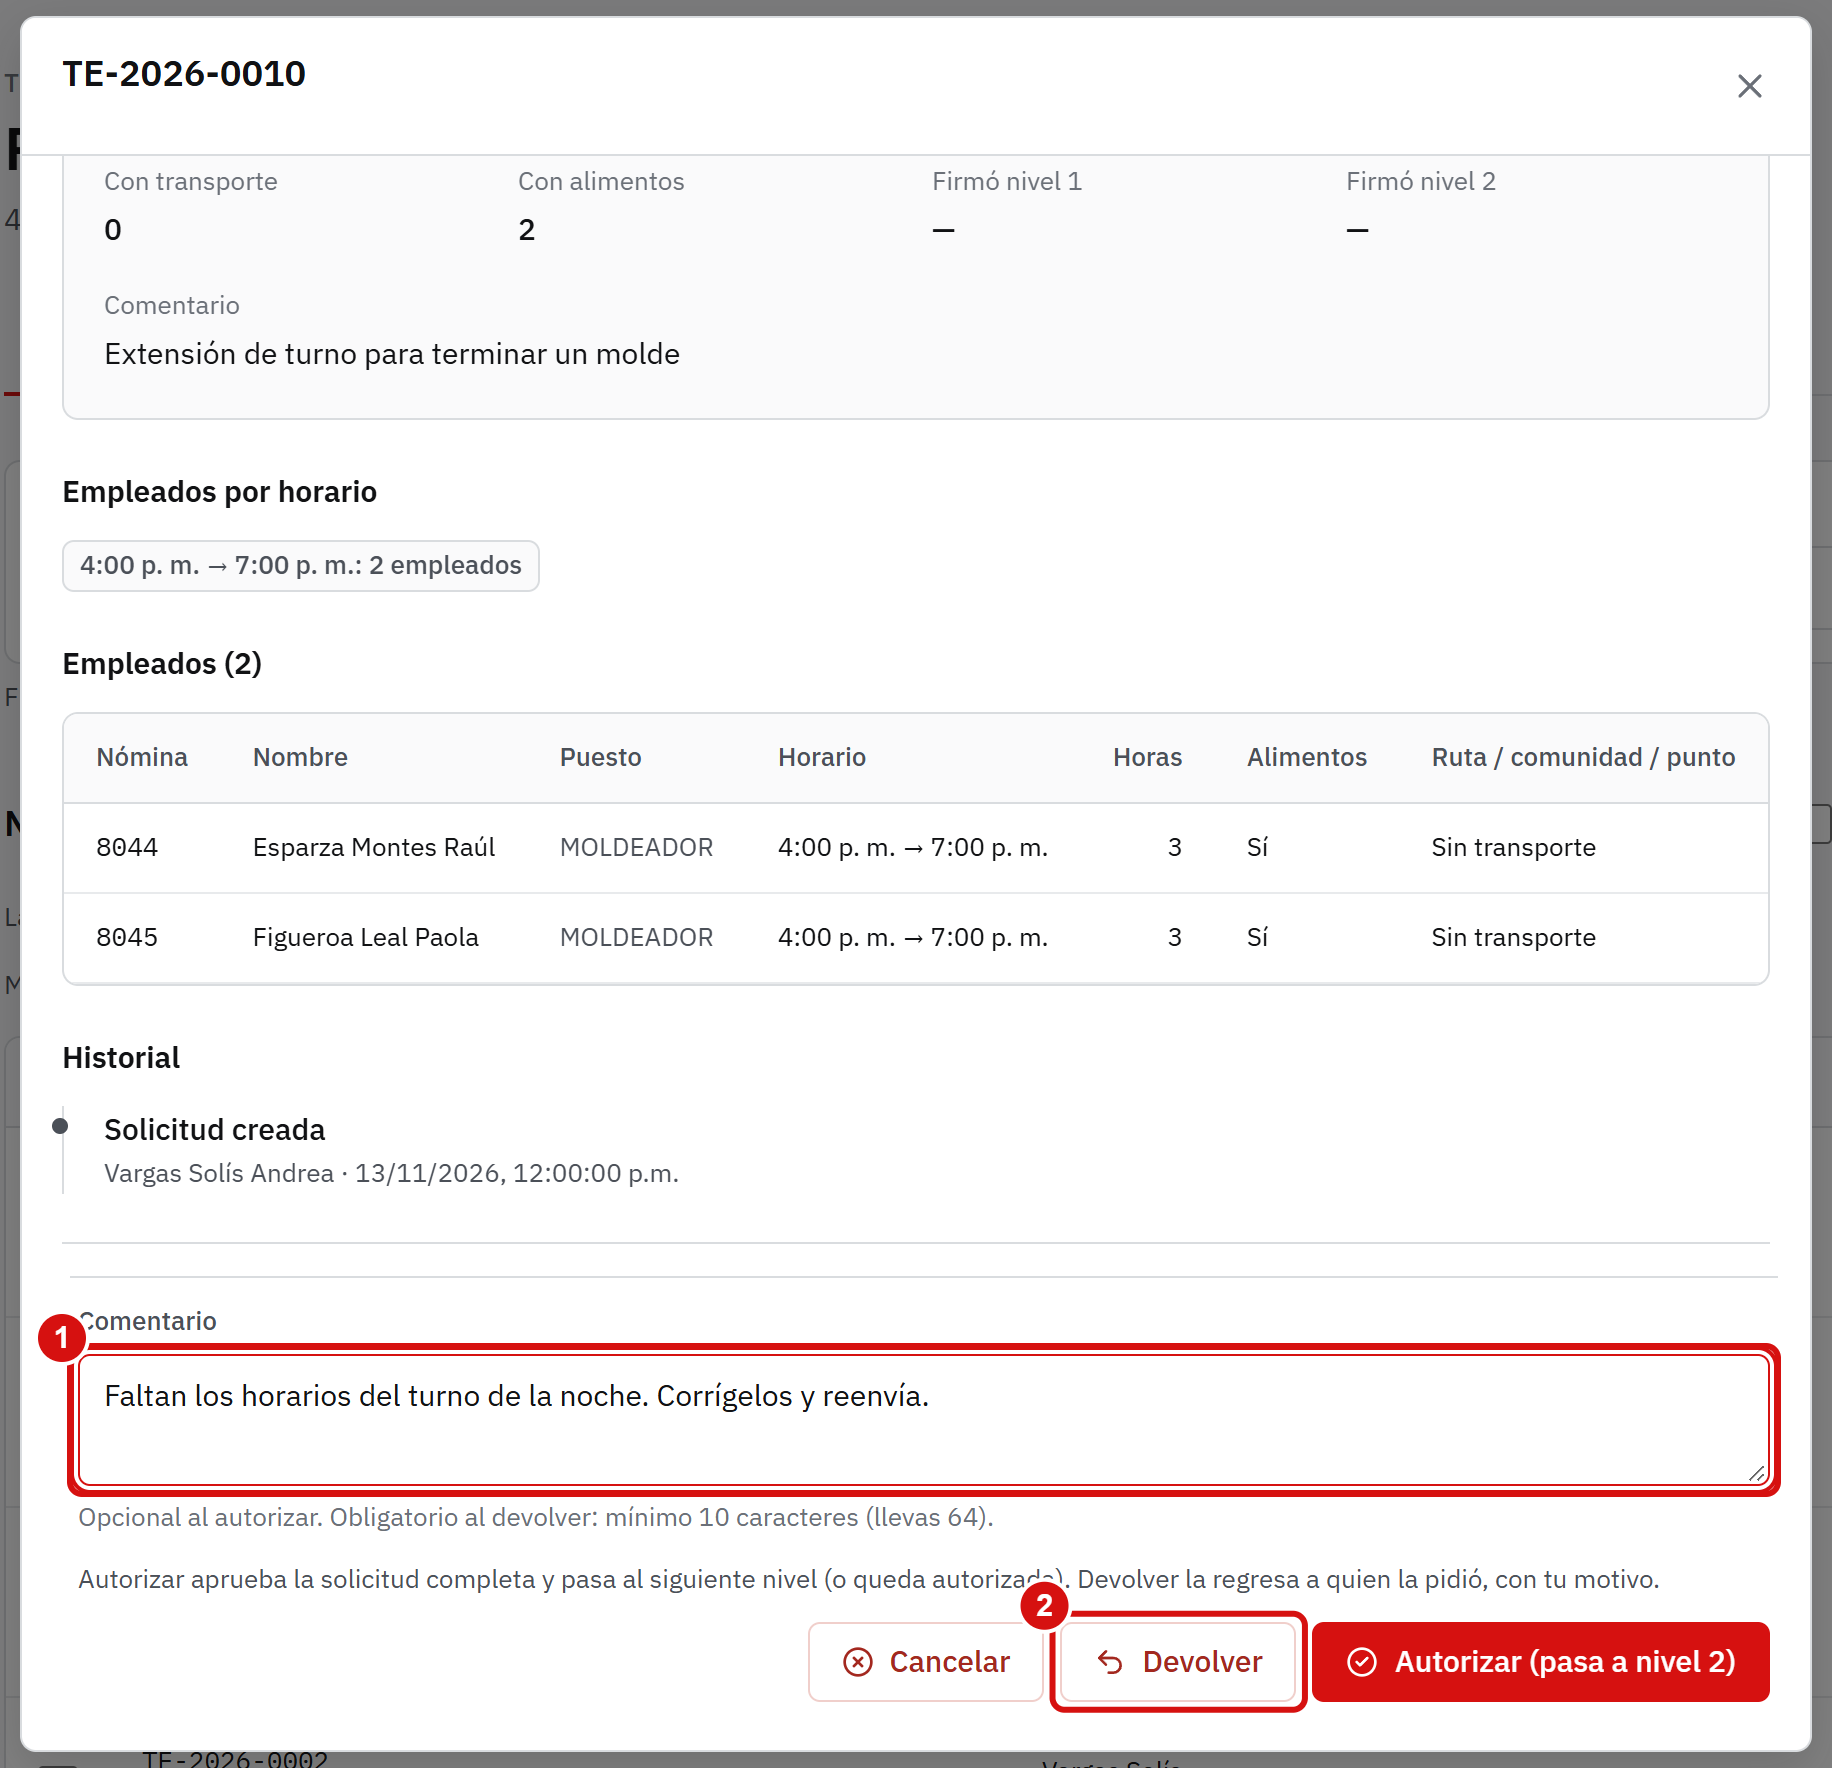 TE-2026-0010
Con transporte Con alimentos Firmó nivel 1 Firmó nivel 2
0 2 — —
Comentario
Extensión de turno para terminar un molde
Empleados por horario
4:00 p. m. → 7:00 p. m.: 2 empleados
Empleados (2)
Nómina Nombre Puesto Horario Horas Alimentos Ruta / comunidad / punto
8044 Esparza Montes Raúl MOLDEADOR 4:00 p. m. → 7:00 p. m. 3 Sí Sin transporte
8045 Figueroa Leal Paola MOLDEADOR 4:00 p. m. → 7:00 p. m. 3 Sí Sin transporte
Historial
Solicitud creada
Vargas Solís Andrea · 13/11/2026, 12:00:00 p.m.
1 Comentario
Faltan los horarios del turno de la noche. Corrígelos y reenvía.
Opcional al autorizar. Obligatorio al devolver: mínimo 10 caracteres (llevas 64).
Autorizar aprueba la solicitud completa y pasa al siguiente nivel (o queda autorizada). Devolver la regresa a quien la pidió, con tu motivo.
2
Cancelar Devolver Autorizar (pasa a nivel 2)
TE-2026-0002 Vargas Solís